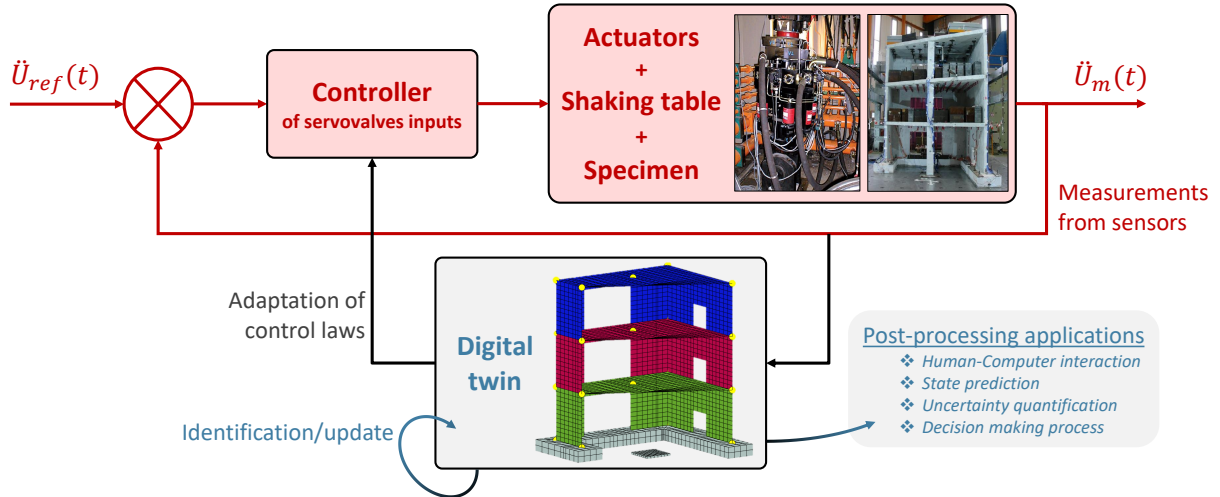 Ü_ref(t)
Controller
of servovalves inputs
Actuators
+
Shaking table
+
Specimen
Ü_m(t)
Measurements
from sensors
Adaptation of
control laws
Digital
twin
Identification/update
Post-processing applications
❖ Human-Computer interaction
❖ State prediction
❖ Uncertainty quantification
❖ Decision making process